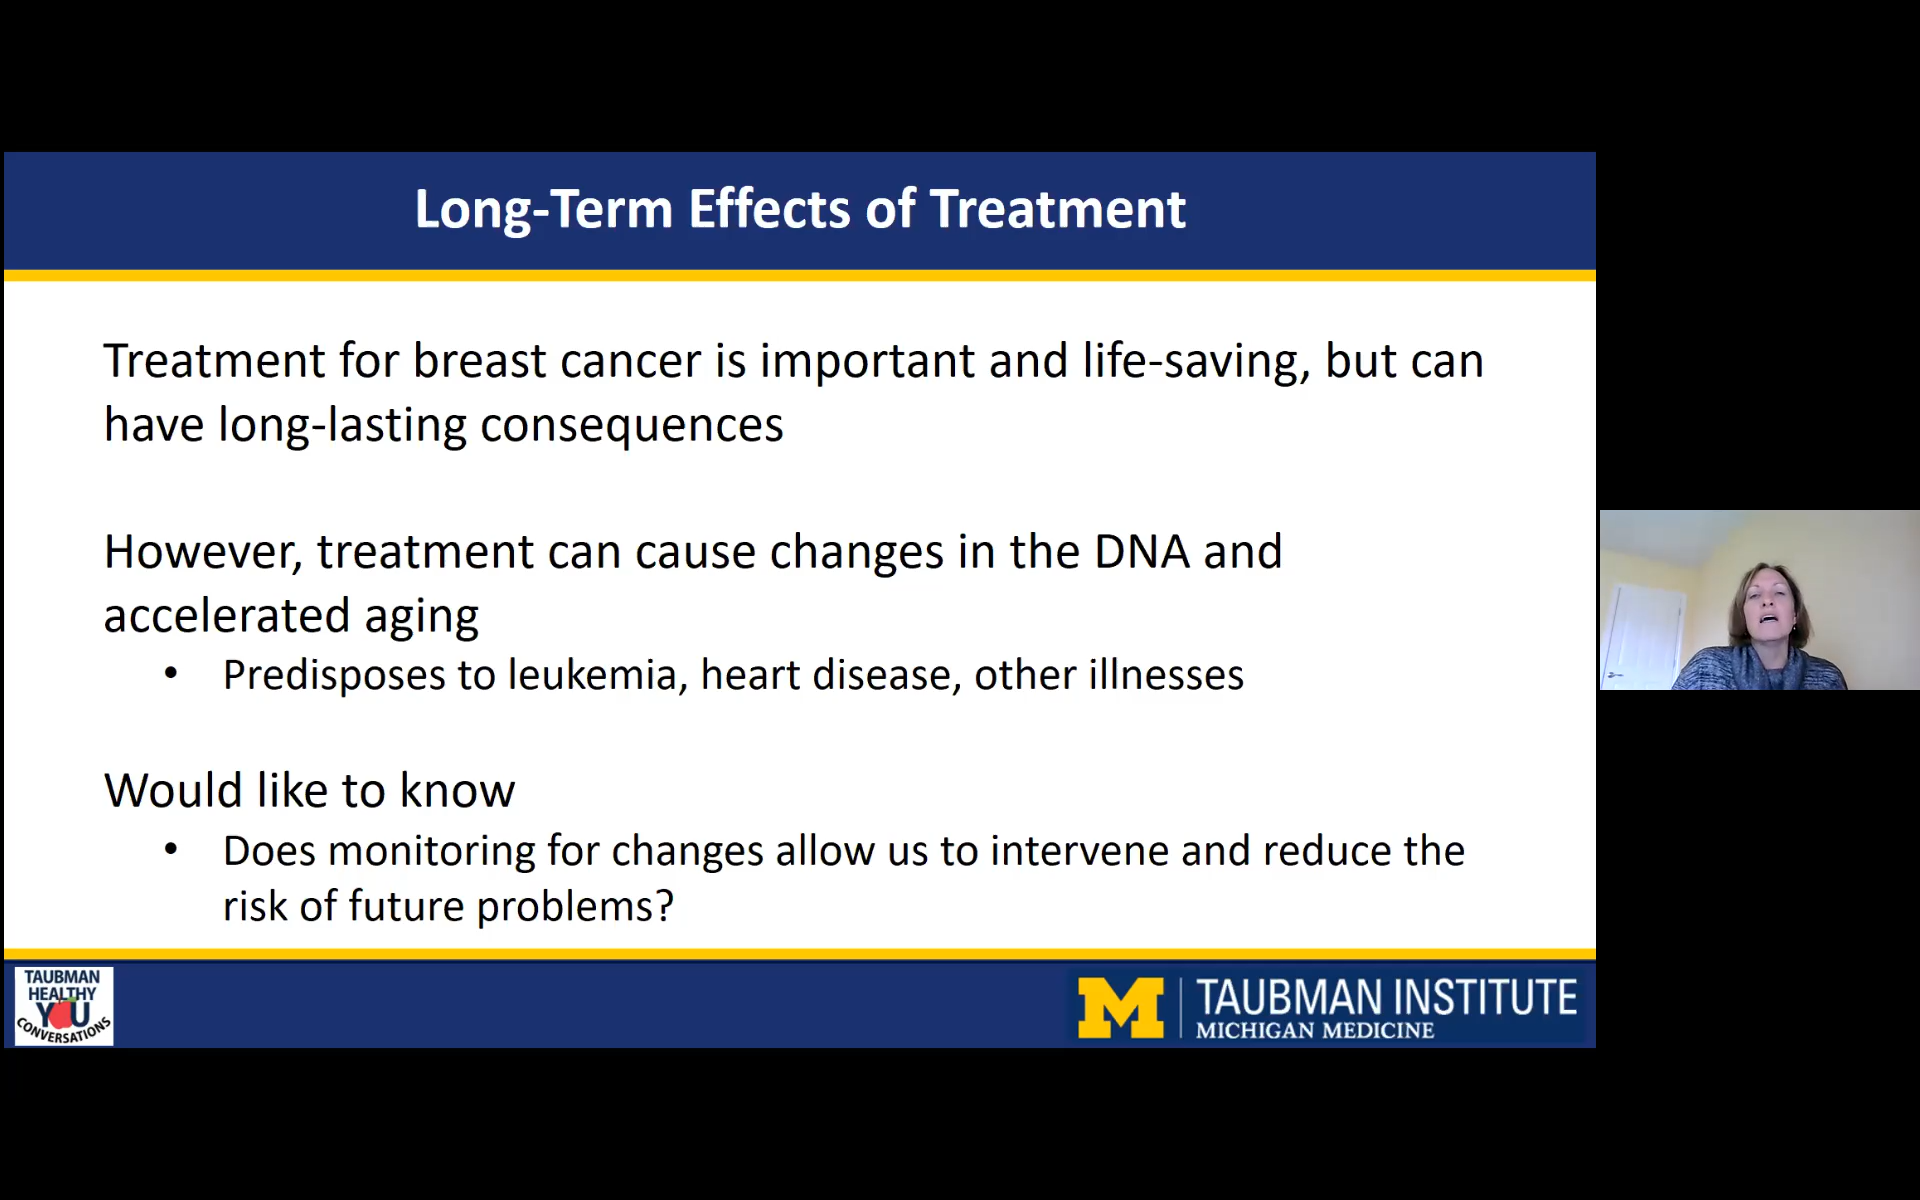 Long-Term Effects of Treatment
Treatment for breast cancer is important and life-saving, but can
have long-lasting consequences
However, treatment can cause changes in the DNA and
accelerated aging
• Predisposes to leukemia, heart disease, other illnesses
Would like to know
• Does monitoring for changes allow us to intervene and reduce the
risk of future problems?
TAUBMAN
HEALTHY
YOU
CONVERSATIONS
M
TAUBMAN INSTITUTE
MICHIGAN MEDICINE